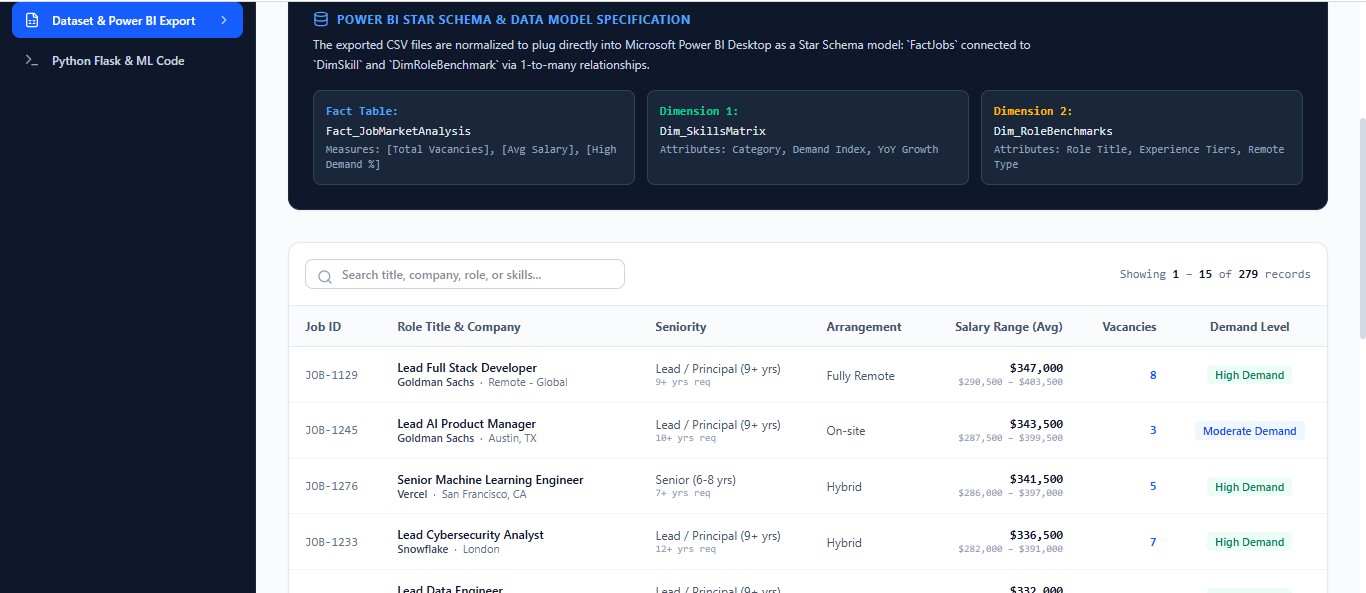 Dataset & Power BI Export
Python Flask & ML Code
POWER BI STAR SCHEMA & DATA MODEL SPECIFICATION
The exported CSV files are normalized to plug directly into Microsoft Power BI Desktop as a Star Schema model: `FactJobs` connected to
`DimSkill` and `DimRoleBenchmark` via 1-to-many relationships.
Fact Table:
Fact_JobMarketAnalysis
Measures: [Total Vacancies], [Avg Salary], [High
Demand %]
Dimension 1:
Dim_SkillsMatrix
Attributes: Category, Demand Index, YoY Growth
Dimension 2:
Dim_RoleBenchmarks
Attributes: Role Title, Experience Tiers, Remote
Type
Search title, company, role, or skills...
Showing 1 – 15 of 279 records
Job ID Role Title & Company Seniority Arrangement Salary Range (Avg) Vacancies Demand Level
JOB-1129 Lead Full Stack Developer Lead / Principal (9+ yrs) Fully Remote $347,000 8 High Demand
Goldman Sachs · Remote - Global 9+ yrs req $290,500 – $403,500
JOB-1245 Lead AI Product Manager Lead / Principal (9+ yrs) On-site $343,500 3 Moderate Demand
Goldman Sachs · Austin, TX 10+ yrs req $287,500 – $399,500
JOB-1276 Senior Machine Learning Engineer Senior (6-8 yrs) Hybrid $341,500 5 High Demand
Vercel · San Francisco, CA 7+ yrs req $286,000 – $397,000
JOB-1233 Lead Cybersecurity Analyst Lead / Principal (9+ yrs) Hybrid $336,500 7 High Demand
Snowflake · London 12+ yrs req $282,000 – $391,000
Lead Data Engineer Lead / Principal (9+ yrs) $332,000